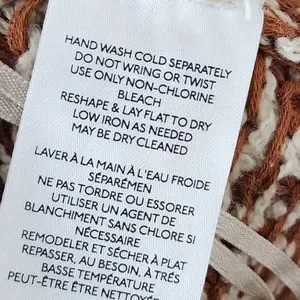 HAND WASH COLD SEPARATELY
DO NOT WRING OR TWIST
USE ONLY NON-CHLORINE
BLEACH
RESHAPE & LAY FLAT TO DRY
LOW IRON AS NEEDED
MAY BE DRY CLEANED
LAVER À LA MAIN À L'EAU FROIDE
SÉPARÉMEN
NE PAS TORDRE OU ESSORER
UTILISER UN AGENT DE
BLANCHIMENT SANS CHLORE SI
NÉCESSAIRE
REMODELER ET SÉCHER À PLAT
REPASSER, AU BESOIN, À TRÉS
BASSE TEMPÉRATURE
PEUT-ÊTRE ÊTRE NETTOYÉE